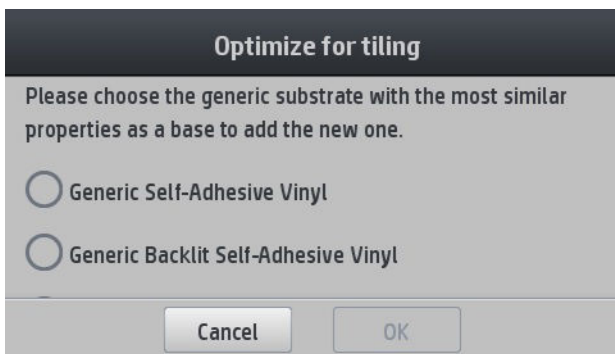 Optimize for tiling
Please choose the generic substrate with the most similar
properties as a base to add the new one.
Generic Self-Adhesive Vinyl
Generic Backlit Self-Adhesive Vinyl
Cancel
OK